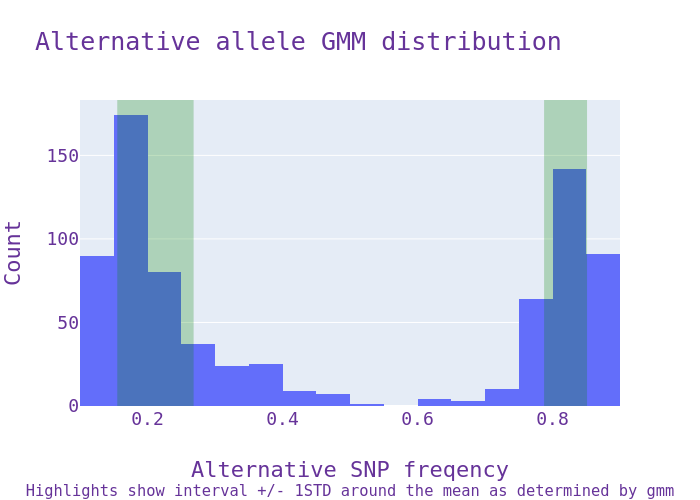 Alternative allele GMM distribution
150
100
50
0
Count
0.2 0.4 0.6 0.8
Alternative SNP freqency
Highlights show interval +/- 1STD around the mean as determined by gmm